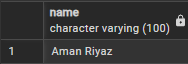 name
character varying (100)
1
Aman Riyaz